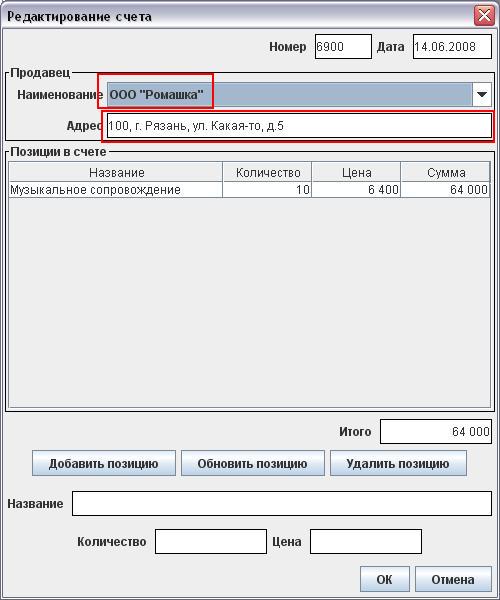 Редактирование счета
Номер 6900 Дата 14.06.2008
Продавец
Наименование ООО "Ромашка"
Адрес 100, г. Рязань, ул. Какая-то, д.5
Позиции в счете
Название Количество Цена Сумма
Музыкальное сопровождение 10 6 400 64 000
Итого 64 000
Добавить позицию Обновить позицию Удалить позицию
Название
Количество Цена
ОК Отмена